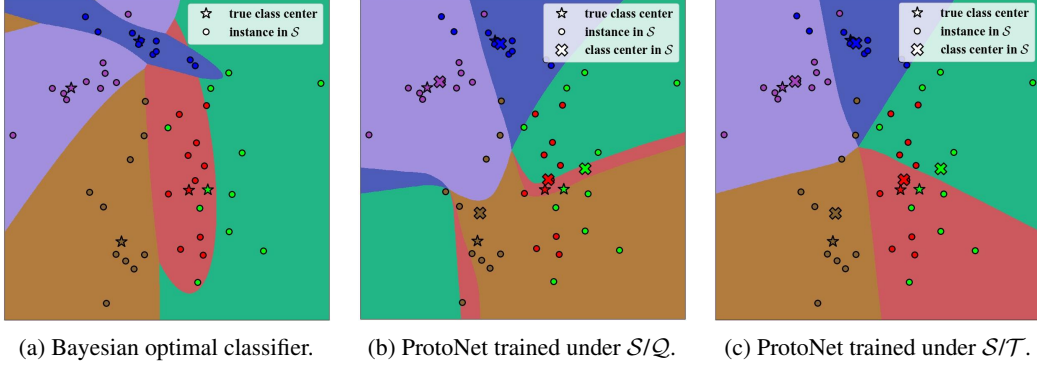 true class center
instance in 𝒮
true class center
instance in 𝒮
class center in 𝒮
true class center
instance in 𝒮
class center in 𝒮
(a) Bayesian optimal classifier.
(b) ProtoNet trained under 𝒮/𝒬.
(c) ProtoNet trained under 𝒮/𝒯.